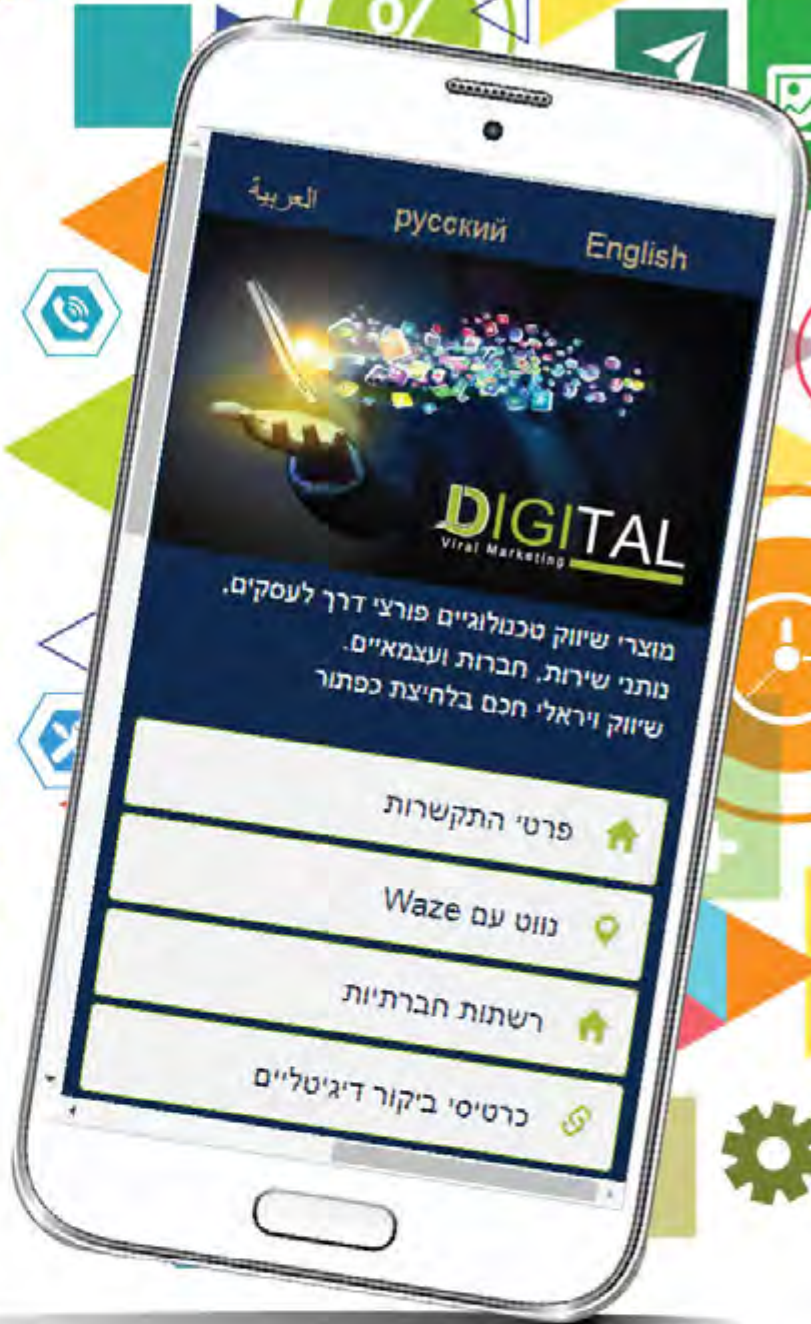 %
العربية русский English
DIGITAL
Viral Marketing
מוצרי שיווק טכנולוגיים פורצי דרך לעסקים.
נותני שירות, חברות ועצמאיים.
שיווק ויראלי חכם בלחיצת כפתור
פרטי התקשרות
נווט עם Waze
רשתות חברתיות
כרטיסי ביקור דיגיטליים